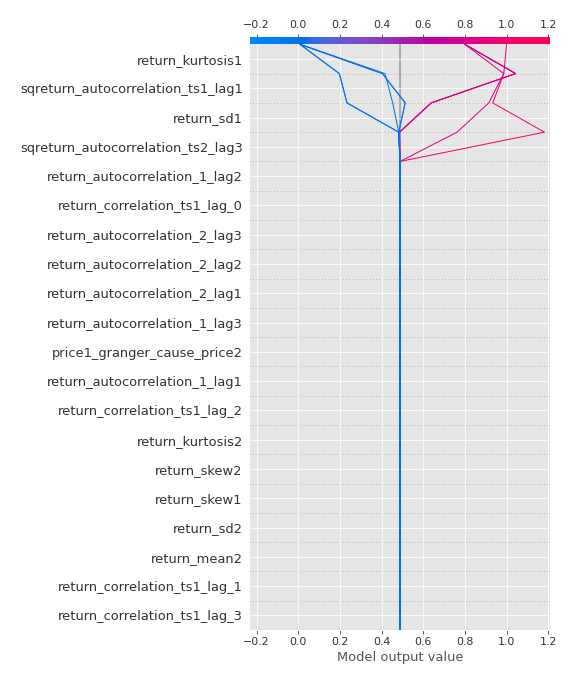 −0.2 0.0 0.2 0.4 0.6 0.8 1.0 1.2
return_kurtosis1
sqreturn_autocorrelation_ts1_lag1
return_sd1
sqreturn_autocorrelation_ts2_lag3
return_autocorrelation_1_lag2
return_correlation_ts1_lag_0
return_autocorrelation_2_lag3
return_autocorrelation_2_lag2
return_autocorrelation_2_lag1
return_autocorrelation_1_lag3
price1_granger_cause_price2
return_autocorrelation_1_lag1
return_correlation_ts1_lag_2
return_kurtosis2
return_skew2
return_skew1
return_sd2
return_mean2
return_correlation_ts1_lag_1
return_correlation_ts1_lag_3
−0.2 0.0 0.2 0.4 0.6 0.8 1.0 1.2
Model output value